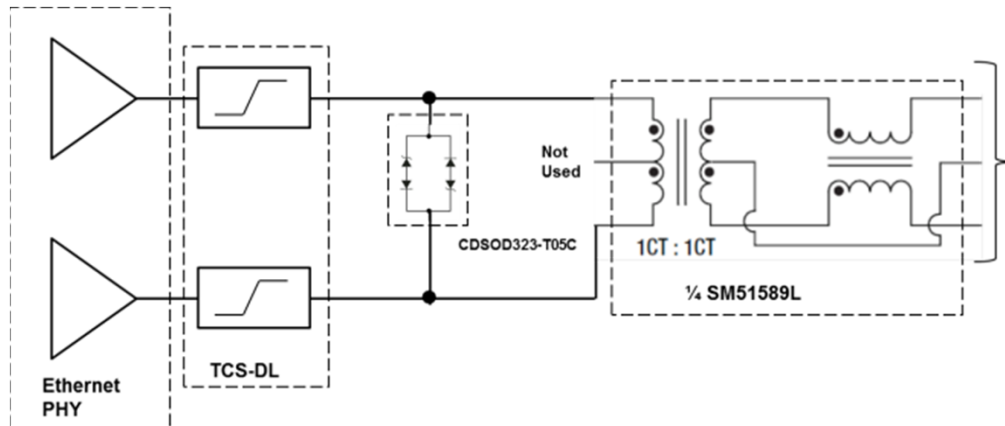 Not
Used
CDSOD323-T05C
1CT : 1CT
¼ SM51589L
TCS-DL
Ethernet
PHY